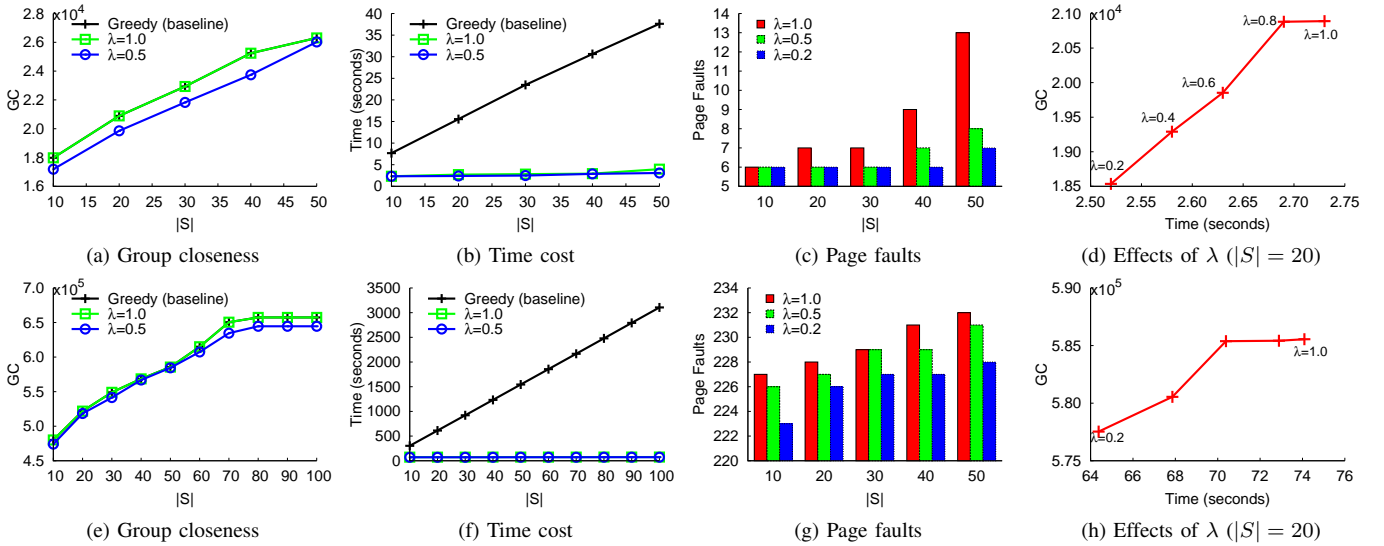 x10^4
GC
2.8
2.6
2.4
2.2
2.0
1.8
1.6
10 15 20 25 30 35 40 45 50
|S|
Greedy (baseline)
λ=1.0
λ=0.5
(a) Group closeness
Time (seconds)
40
35
30
25
20
15
10
5
0
10 15 20 25 30 35 40 45 50
|S|
Greedy (baseline)
λ=1.0
λ=0.5
(b) Time cost
Page Faults
14
13
12
11
10
9
8
7
6
5
10 20 30 40 50
|S|
λ=1.0
λ=0.5
λ=0.2
(c) Page faults
x10^4
GC
2.10
2.05
2.00
1.95
1.90
1.85
2.50 2.55 2.60 2.65 2.70 2.75
Time (seconds)
λ=0.8
λ=1.0
λ=0.6
λ=0.4
λ=0.2
(d) Effects of λ (|S| = 20)
x10^5
GC
7.0
6.5
6.0
5.5
5.0
4.5
10 20 30 40 50 60 70 80 90 100
|S|
Greedy (baseline)
λ=1.0
λ=0.5
(e) Group closeness
Time (seconds)
3500
3000
2500
2000
1500
1000
500
0
10 20 30 40 50 60 70 80 90 100
|S|
Greedy (baseline)
λ=1.0
λ=0.5
(f) Time cost
Page Faults
234
232
230
228
226
224
222
220
10 20 30 40 50
|S|
λ=1.0
λ=0.5
λ=0.2
(g) Page faults
x10^5
GC
5.90
5.85
5.80
5.75
64 66 68 70 72 74 76
Time (seconds)
λ=1.0
λ=0.2
(h) Effects of λ (|S| = 20)